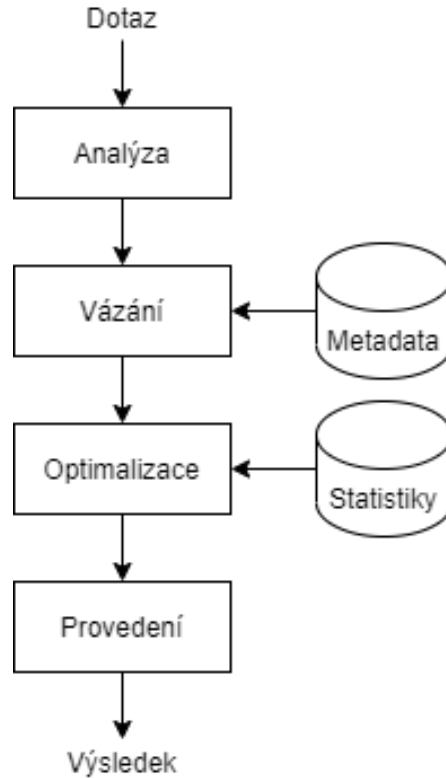 Dotaz
Analýza
Vázání
Metadata
Optimalizace
Statistiky
Provedení
Výsledek